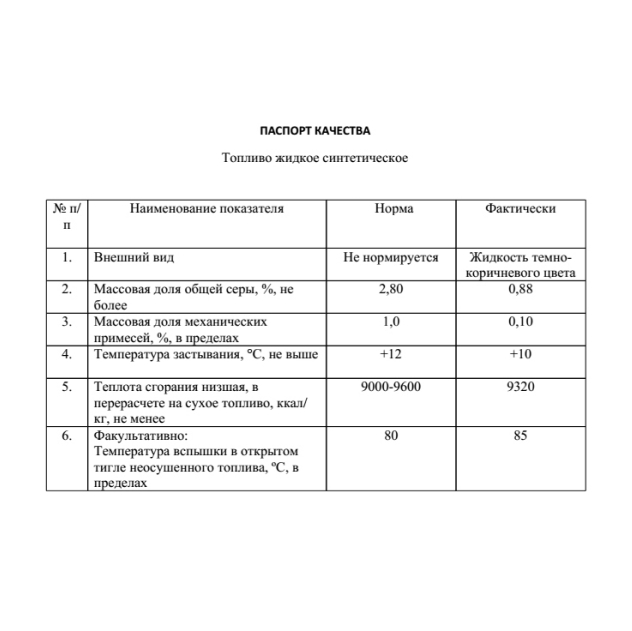 ПАСПОРТ КАЧЕСТВА
Топливо жидкое синтетическое
№ п/п Наименование показателя Норма Фактически
1. Внешний вид Не нормируется Жидкость темно-
коричневого цвета
2. Массовая доля общей серы, %, не 2,80 0,88
более
3. Массовая доля механических 1,0 0,10
примесей, %, в пределах
4. Температура застывания, °С, не выше +12 +10
5. Теплота сгорания низшая, в 9000-9600 9320
перерасчете на сухое топливо, ккал/
кг, не менее
6. Факультативно: 80 85
Температура вспышки в открытом
тигле неосушенного топлива, °С, в
пределах